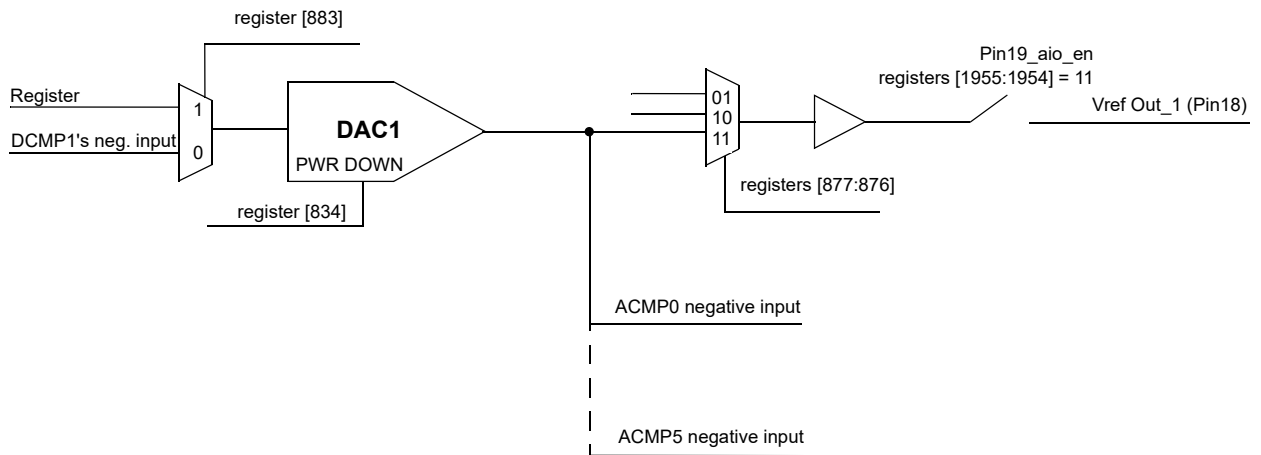 register [883]
Pin19_aio_en
registers [1955:1954] = 11
Register
1
01
Vref Out_1 (Pin18)
DAC1
10
DCMP1's neg. input
0
11
PWR DOWN
registers [877:876]
register [834]
ACMP0 negative input
ACMP5 negative input